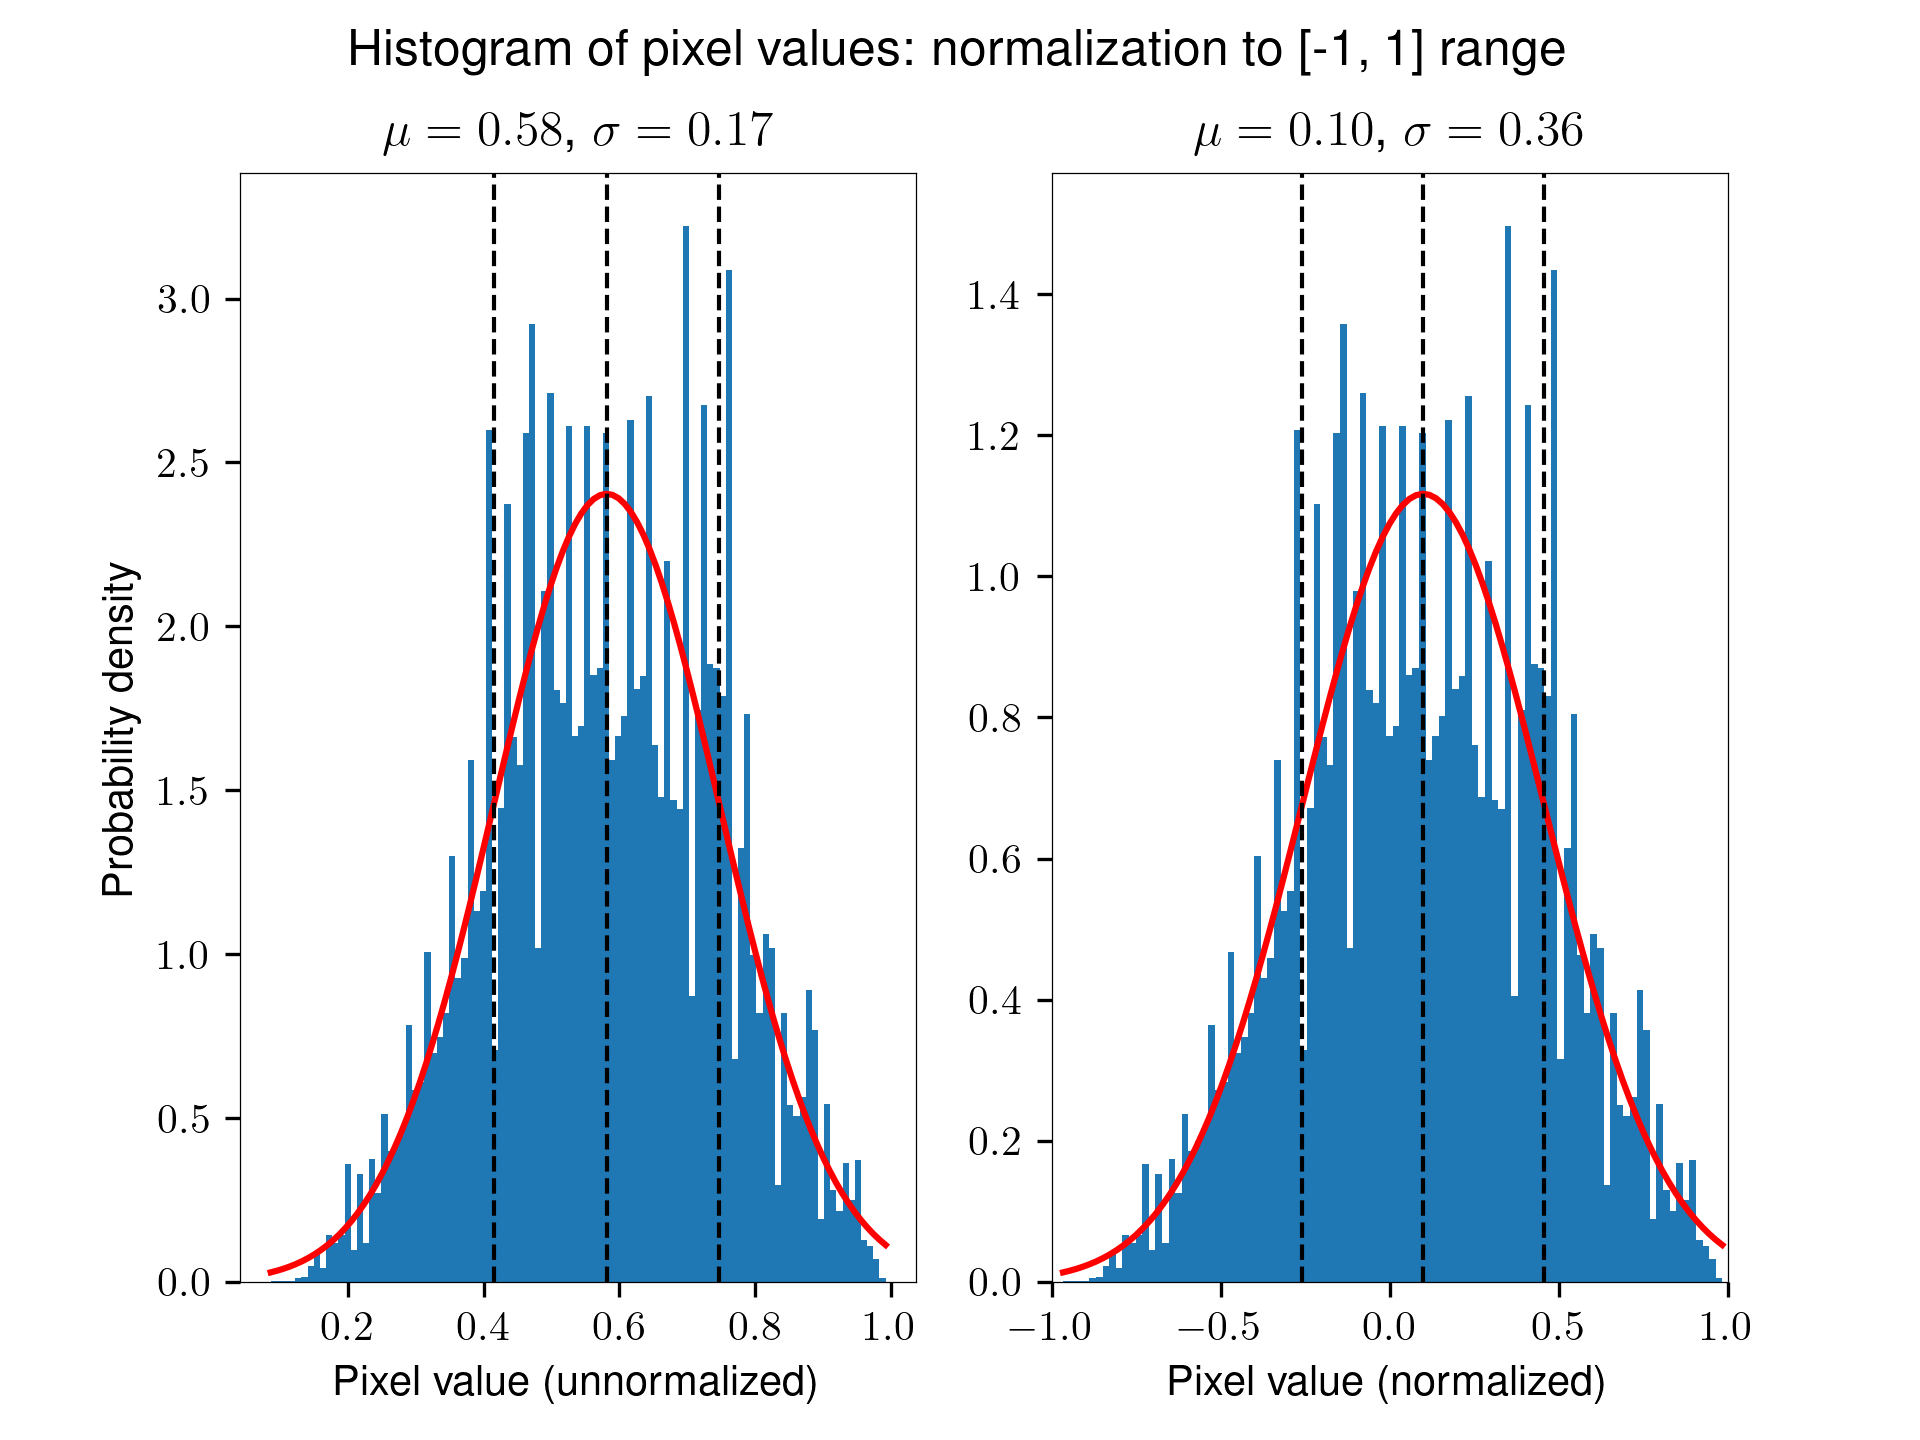 Histogram of pixel values: normalization to [-1, 1] range
μ = 0.58, σ = 0.17
3.0
2.5
2.0
1.5
1.0
0.5
0.0
Probability density
0.2 0.4 0.6 0.8 1.0
Pixel value (unnormalized)
μ = 0.10, σ = 0.36
1.4
1.2
1.0
0.8
0.6
0.4
0.2
0.0
−1.0 −0.5 0.0 0.5 1.0
Pixel value (normalized)